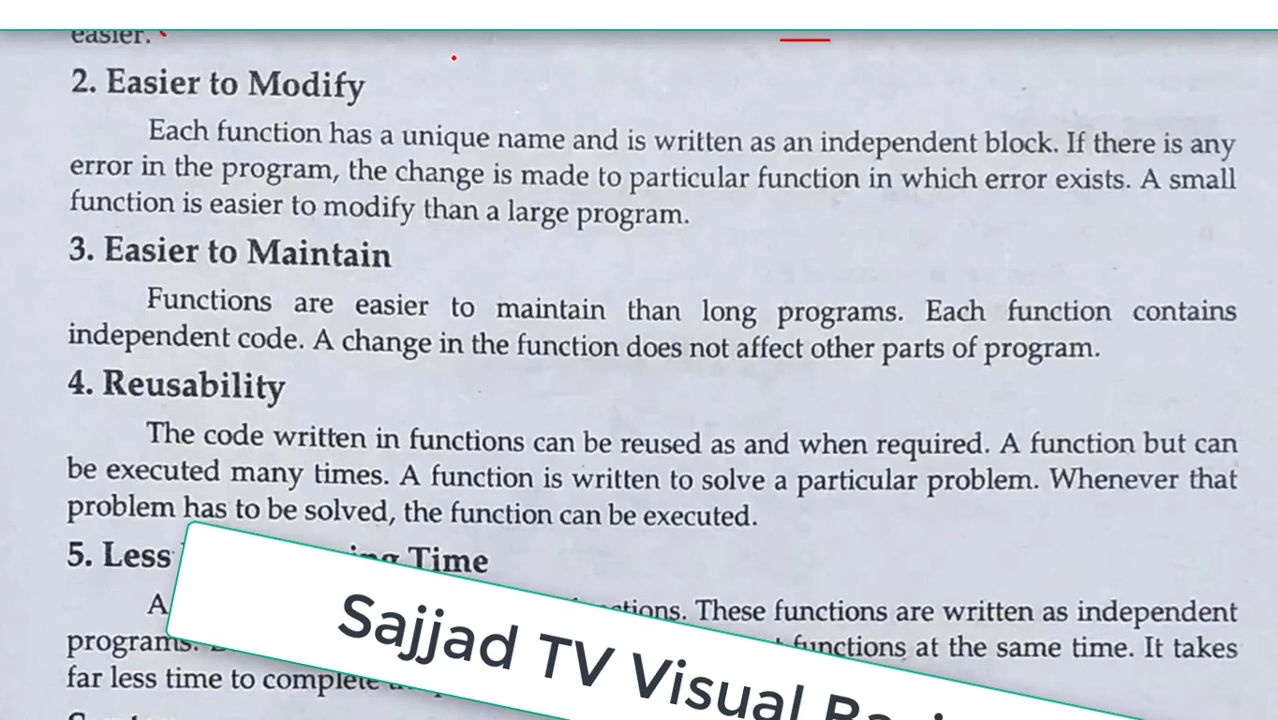 easier.
2. Easier to Modify
Each function has a unique name and is written as an independent block. If there is any
error in the program, the change is made to particular function in which error exists. A small
function is easier to modify than a large program.
3. Easier to Maintain
Functions are easier to maintain than long programs. Each function contains
independent code. A change in the function does not affect other parts of program.
4. Reusability
The code written in functions can be reused as and when required. A function but can
be executed many times. A function is written to solve a particular problem. Whenever that
problem has to be solved, the function can be executed.
5. Less Time
A These functions are written as independent
programs. functions at the same time. It takes
far less time to complete
Sajjad TV Visual